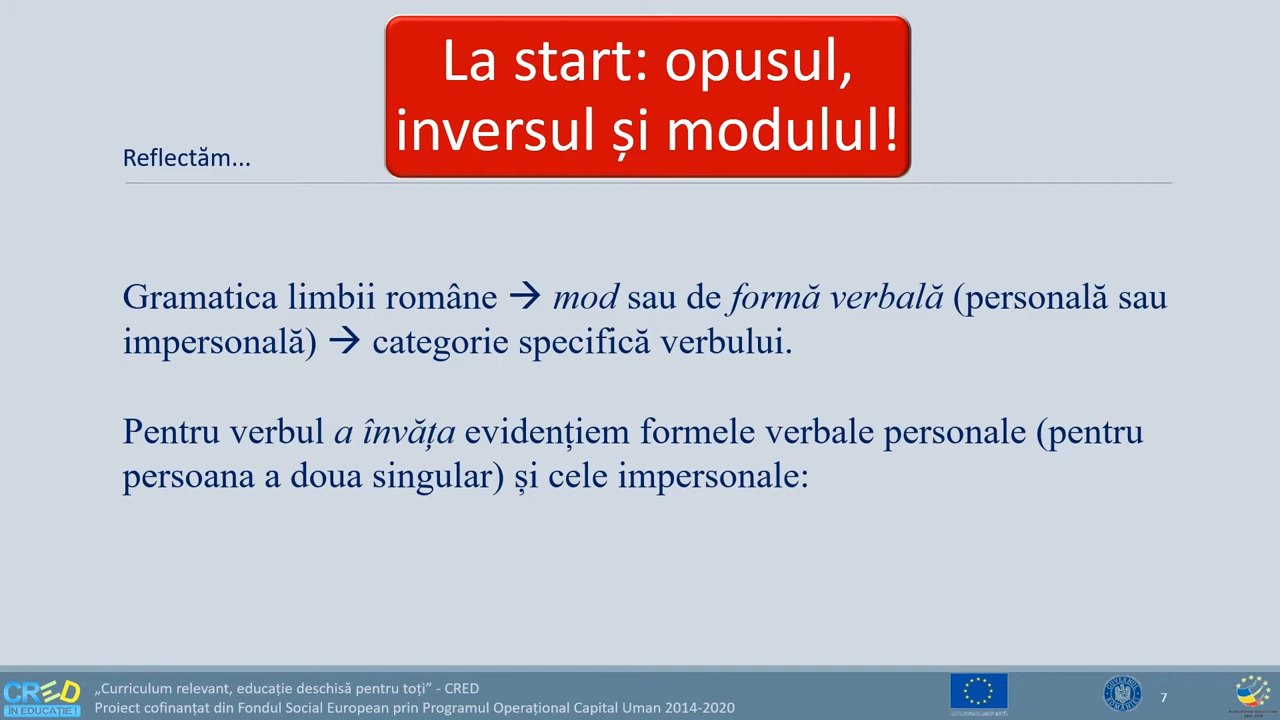 La start: opusul,
inversul și modulul!
Reflectăm...
Gramatica limbii române → mod sau de formă verbală (personală sau
impersonală) → categorie specifică verbului.
Pentru verbul a învăța evidențiem formele verbale personale (pentru
persoana a doua singular) și cele impersonale:
CRED
ÎN EDUCAȚIE !
„Curriculum relevant, educație deschisă pentru toți” - CRED
Proiect cofinanțat din Fondul Social European prin Programul Operațional Capital Uman 2014-2020
7